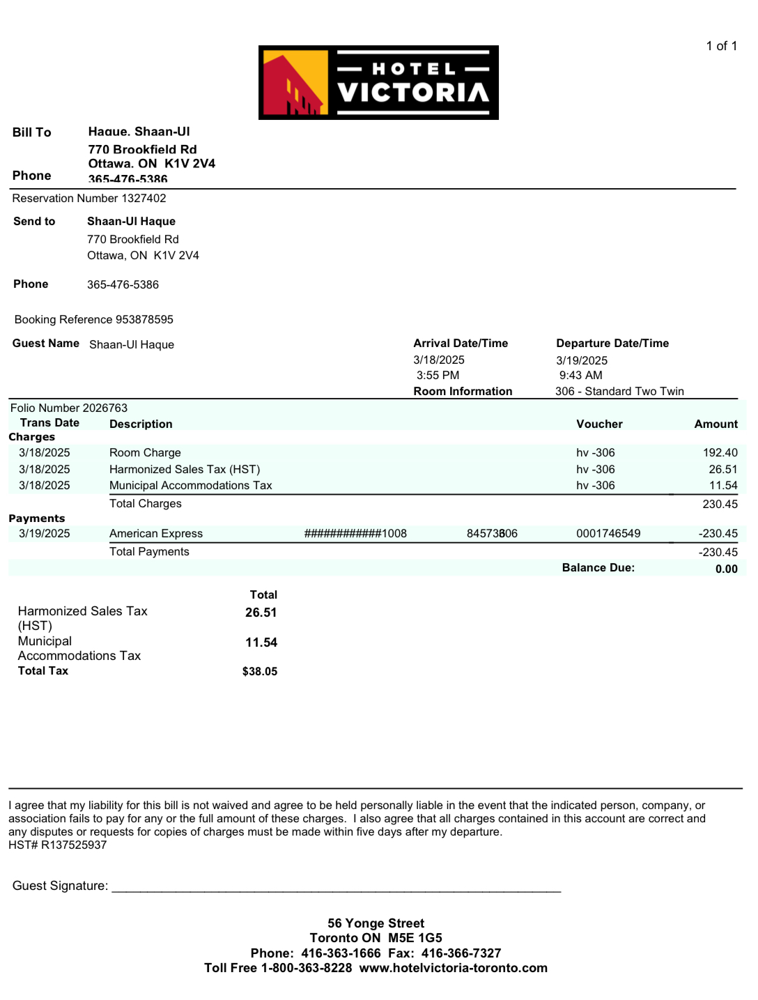 1 of 1
HOTEL
VICTORIA
Bill To Haque, Shaan-Ul
770 Brookfield Rd
Ottawa, ON K1V 2V4
Phone 365-476-5386
Reservation Number 1327402
Send to Shaan-Ul Haque
770 Brookfield Rd
Ottawa, ON K1V 2V4
Phone 365-476-5386
Booking Reference 953878595
Guest Name Shaan-Ul Haque Arrival Date/Time Departure Date/Time
3/18/2025 3/19/2025
3:55 PM 9:43 AM
Room Information 306 - Standard Two Twin
Folio Number 2026763
Trans Date Description Voucher Amount
Charges
3/18/2025 Room Charge hv -306 192.40
3/18/2025 Harmonized Sales Tax (HST) hv -306 26.51
3/18/2025 Municipal Accommodations Tax hv -306 11.54
Total Charges 230.45
Payments
3/19/2025 American Express ############1008 0001746549 -230.45
Total Payments -230.45
Balance Due: 0.00
Total
Harmonized Sales Tax 26.51
(HST)
Municipal 11.54
Accommodations Tax
Total Tax $38.05
I agree that my liability for this bill is not waived and agree to be held personally liable in the event that the indicated person, company, or
association fails to pay for any or the full amount of these charges. I also agree that all charges contained in this account are correct and
any disputes or requests for copies of charges must be made within five days after my departure.
HST# R137525937
Guest Signature:
56 Yonge Street
Toronto ON M5E 1G5
Phone: 416-363-1666 Fax: 416-366-7327
Toll Free 1-800-363-8228 www.hotelvictoria-toronto.com